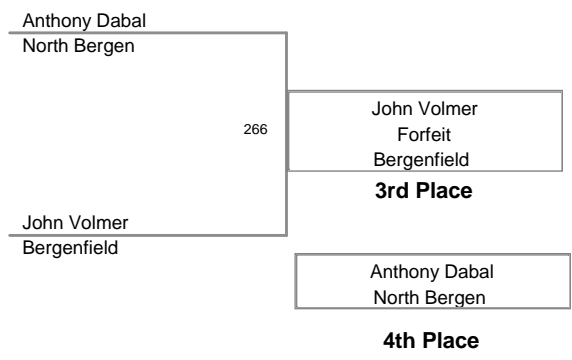 Anthony Dabal
North Bergen
266
John Volmer
Forfeit
Bergenfield
3rd Place
John Volmer
Bergenfield
Anthony Dabal
North Bergen
4th Place